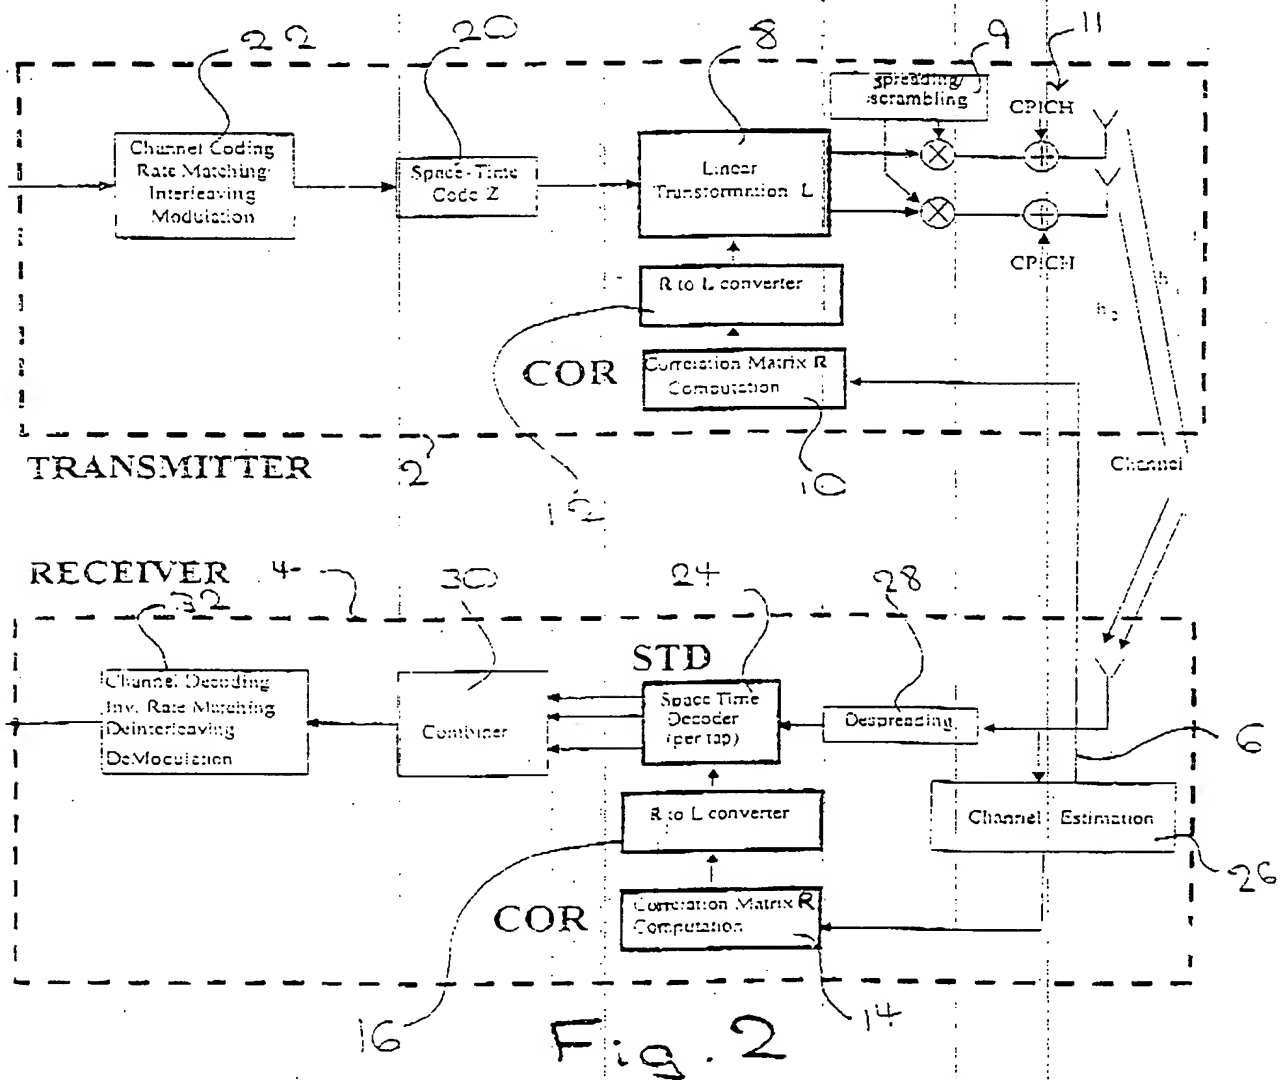 22
20
8
9
11
spreading/
scrambling
CPICH
Channel Coding
Rate Matching
Interleaving
Modulation
Space-Time
Code Z
Linear
Transformation L
CPICH
R to L converter
h
h2
COR
Correlation Matrix R
Computation
TRANSMITTER
2
12
10
Channel
RECEIVER
4
32
30
24
28
STD
Channel Decoding
Inv. Rate Matching
Deinterleaving
DeModulation
Combiner
Space Time
Decoder
(per tap)
Despreading
6
R to L converter
Channel Estimation
26
COR
Correlation Matrix R
Computation
16
14
Fig. 2